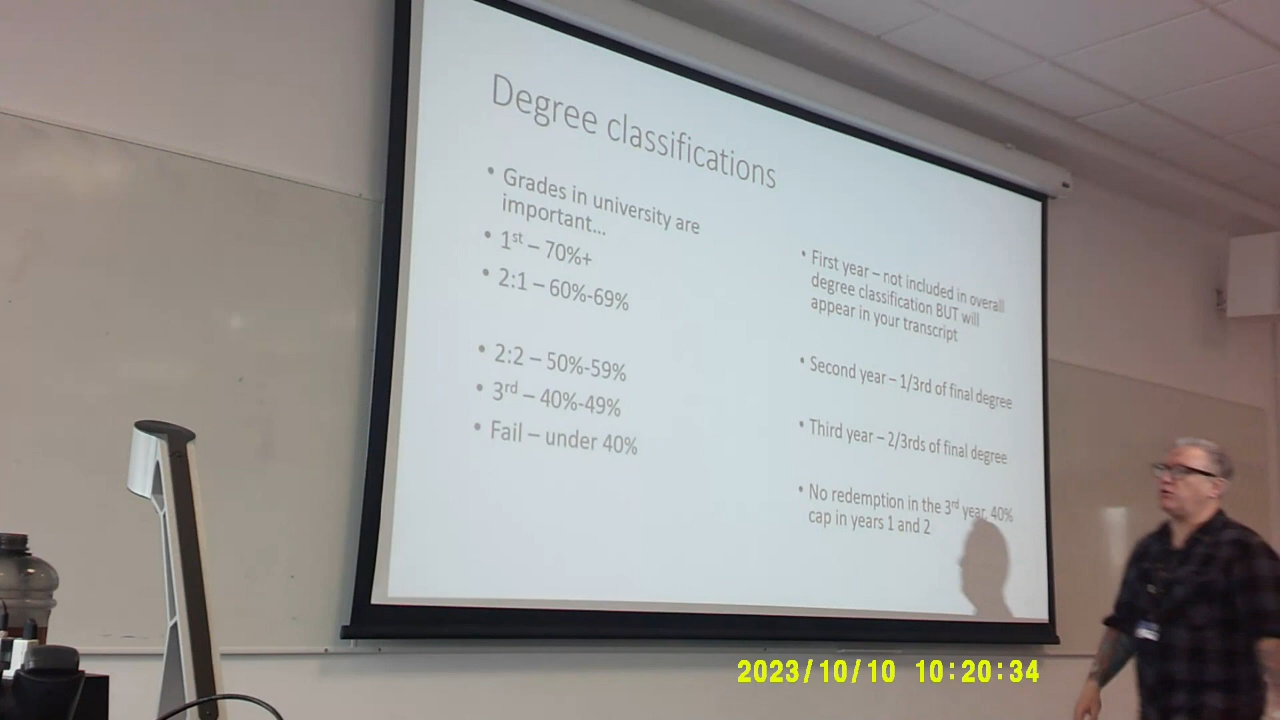 Degree classifications
• Grades in university are
important...
• 1st – 70%+
• 2:1 – 60%-69%
• 2:2 – 50%-59%
• 3rd – 40%-49%
• Fail – under 40%
• First year – not included in overall
degree classification BUT will
appear in your transcript
• Second year – 1/3rd of final degree
• Third year – 2/3rds of final degree
• No redemption in the 3rd year, 40%
cap in years 1 and 2
2023/10/10 10:20:34